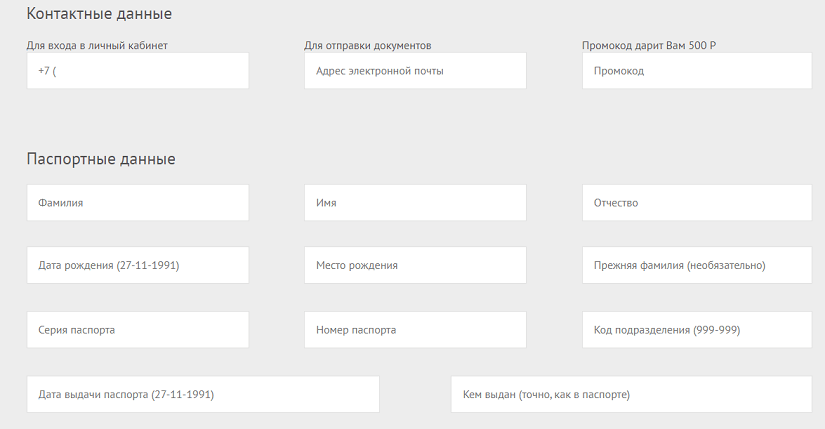 Контактные данные
Для входа в личный кабинет
Для отправки документов
Промокод дарит Вам 500 Р
+7 (
Адрес электронной почты
Промокод
Паспортные данные
Фамилия
Имя
Отчество
Дата рождения (27-11-1991)
Место рождения
Прежняя фамилия (необязательно)
Серия паспорта
Номер паспорта
Код подразделения (999-999)
Дата выдачи паспорта (27-11-1991)
Кем выдан (точно, как в паспорте)